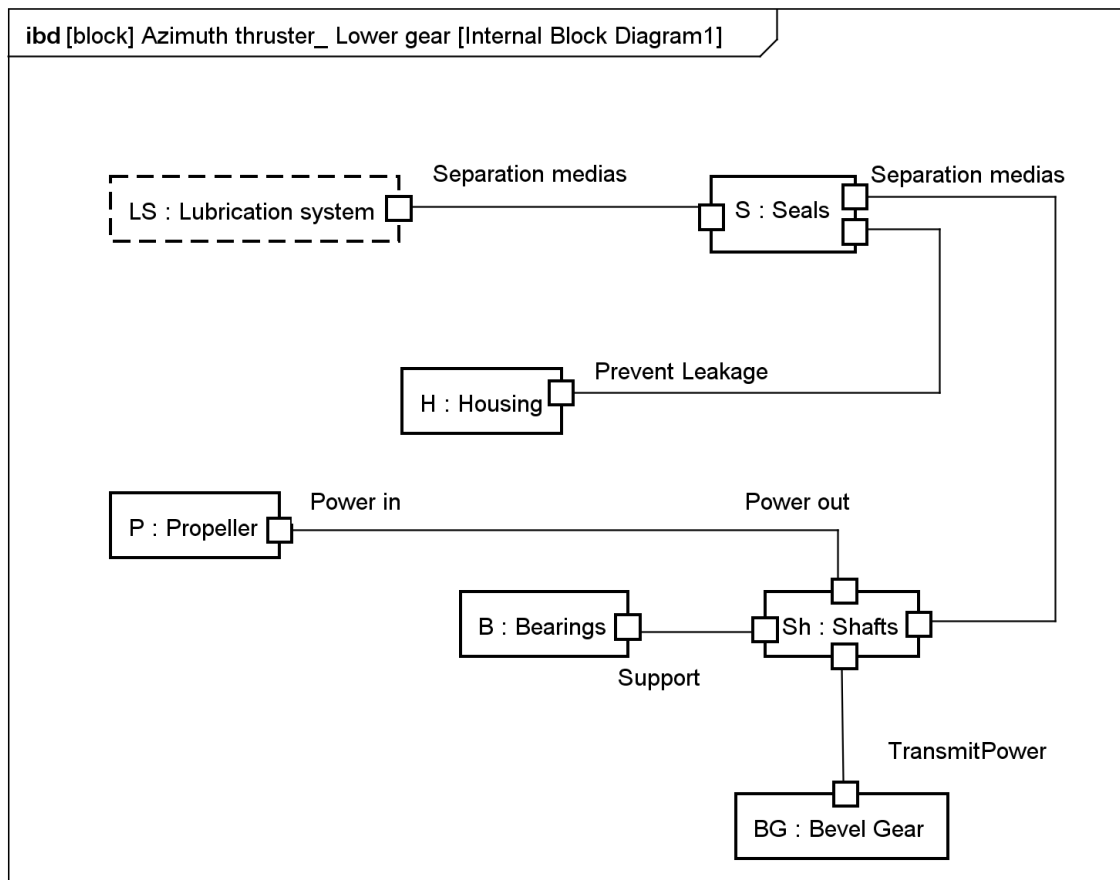 ibd [block] Azimuth thruster_ Lower gear [Internal Block Diagram1]
Separation medias
Separation medias
LS : Lubrication system
S : Seals
Prevent Leakage
H : Housing
Power in
Power out
P : Propeller
B : Bearings
Sh : Shafts
Support
TransmitPower
BG : Bevel Gear